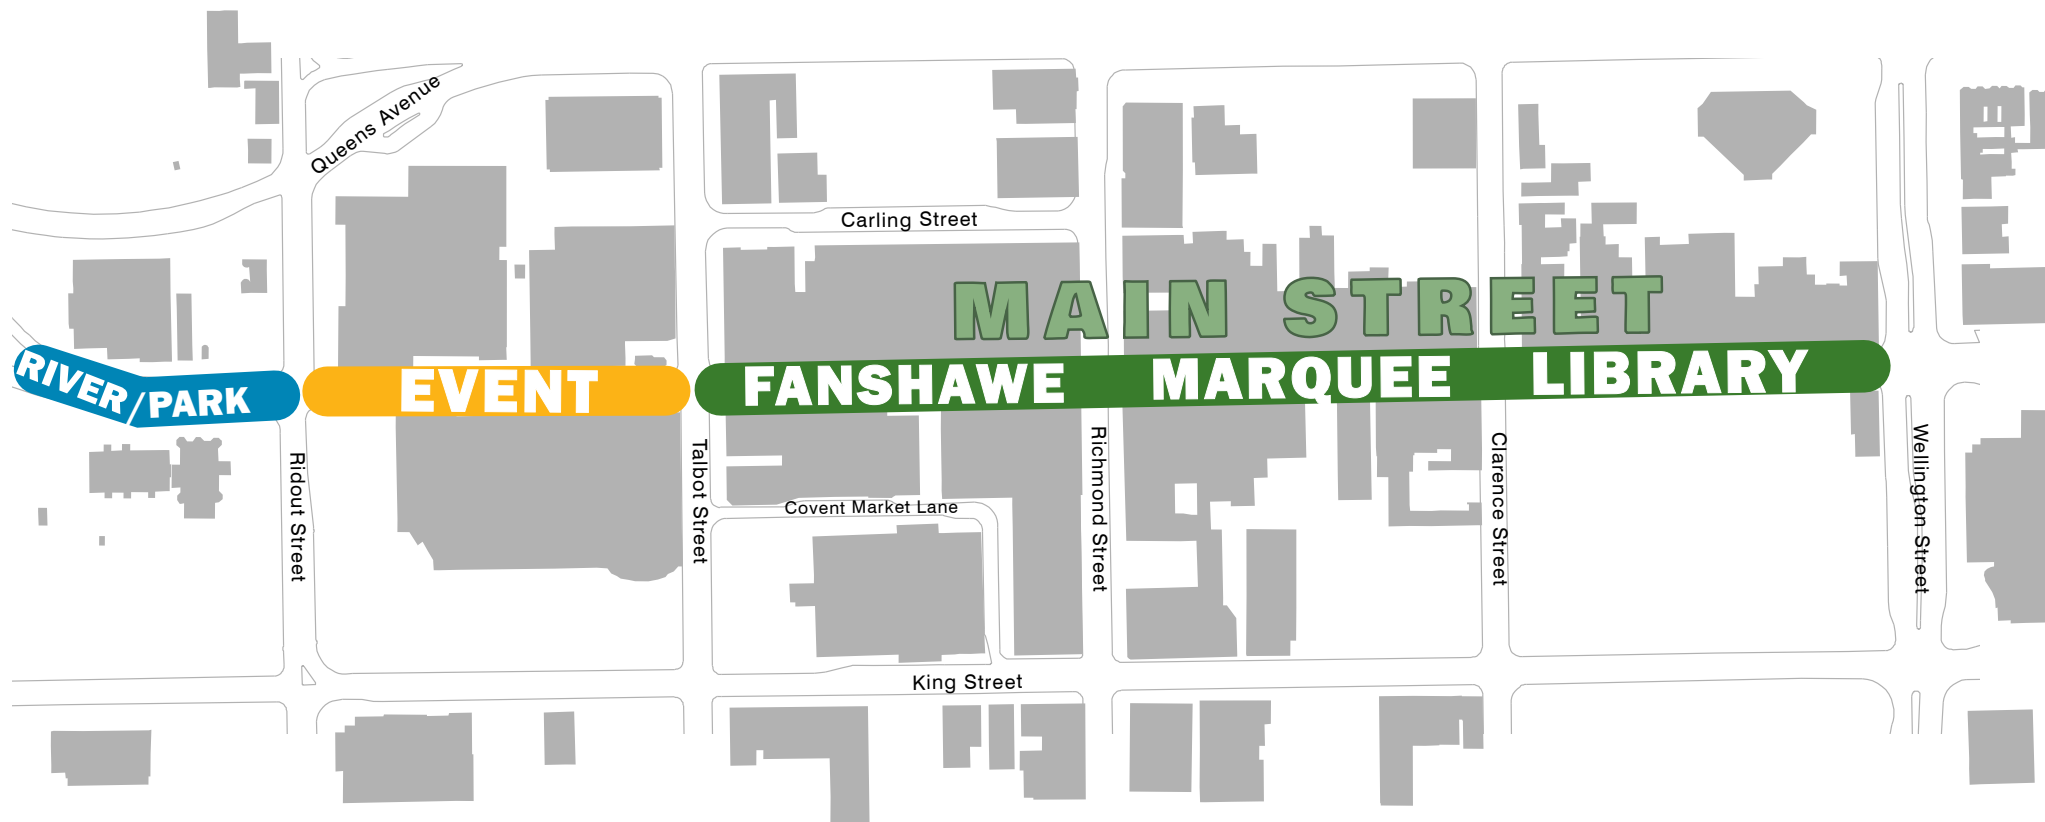 Queens Avenue
Carling Street
MAIN STREET
RIVER/PARK
EVENT
FANSHAWE MARQUEE LIBRARY
Ridout Street
Talbot Street
Richmond Street
Clarence Street
Wellington Street
Covent Market Lane
King Street